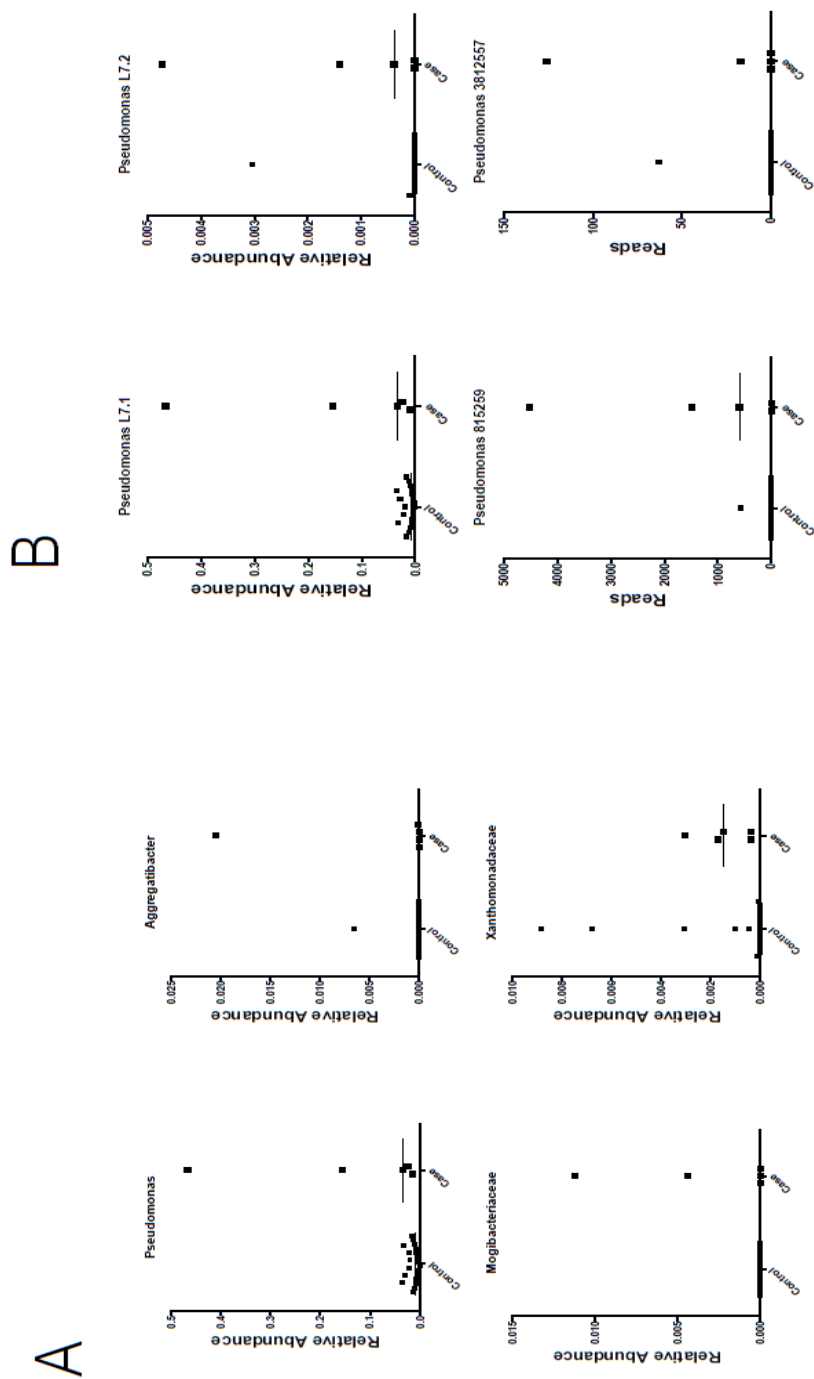 A
Pseudomonas
Relative Abundance
0.5
0.4
0.3
0.2
0.1
0.0
Control
Case
Aggregatibacter
Relative Abundance
0.025
0.020
0.015
0.010
0.005
0.000
Control
Case
Mogibacteriaceae
Relative Abundance
0.015
0.010
0.005
0.000
Control
Case
Xanthomonadaceae
Relative Abundance
0.010
0.008
0.006
0.004
0.002
0.000
Control
Case
B
Pseudomonas L7.1
Relative Abundance
0.5
0.4
0.3
0.2
0.1
0.0
Control
Case
Pseudomonas L7.2
Relative Abundance
0.005
0.004
0.003
0.002
0.001
0.000
Control
Case
Pseudomonas 815259
Reads
5000
4000
3000
2000
1000
0
Control
Case
Pseudomonas 3812557
Reads
150
100
50
0
Control
Case